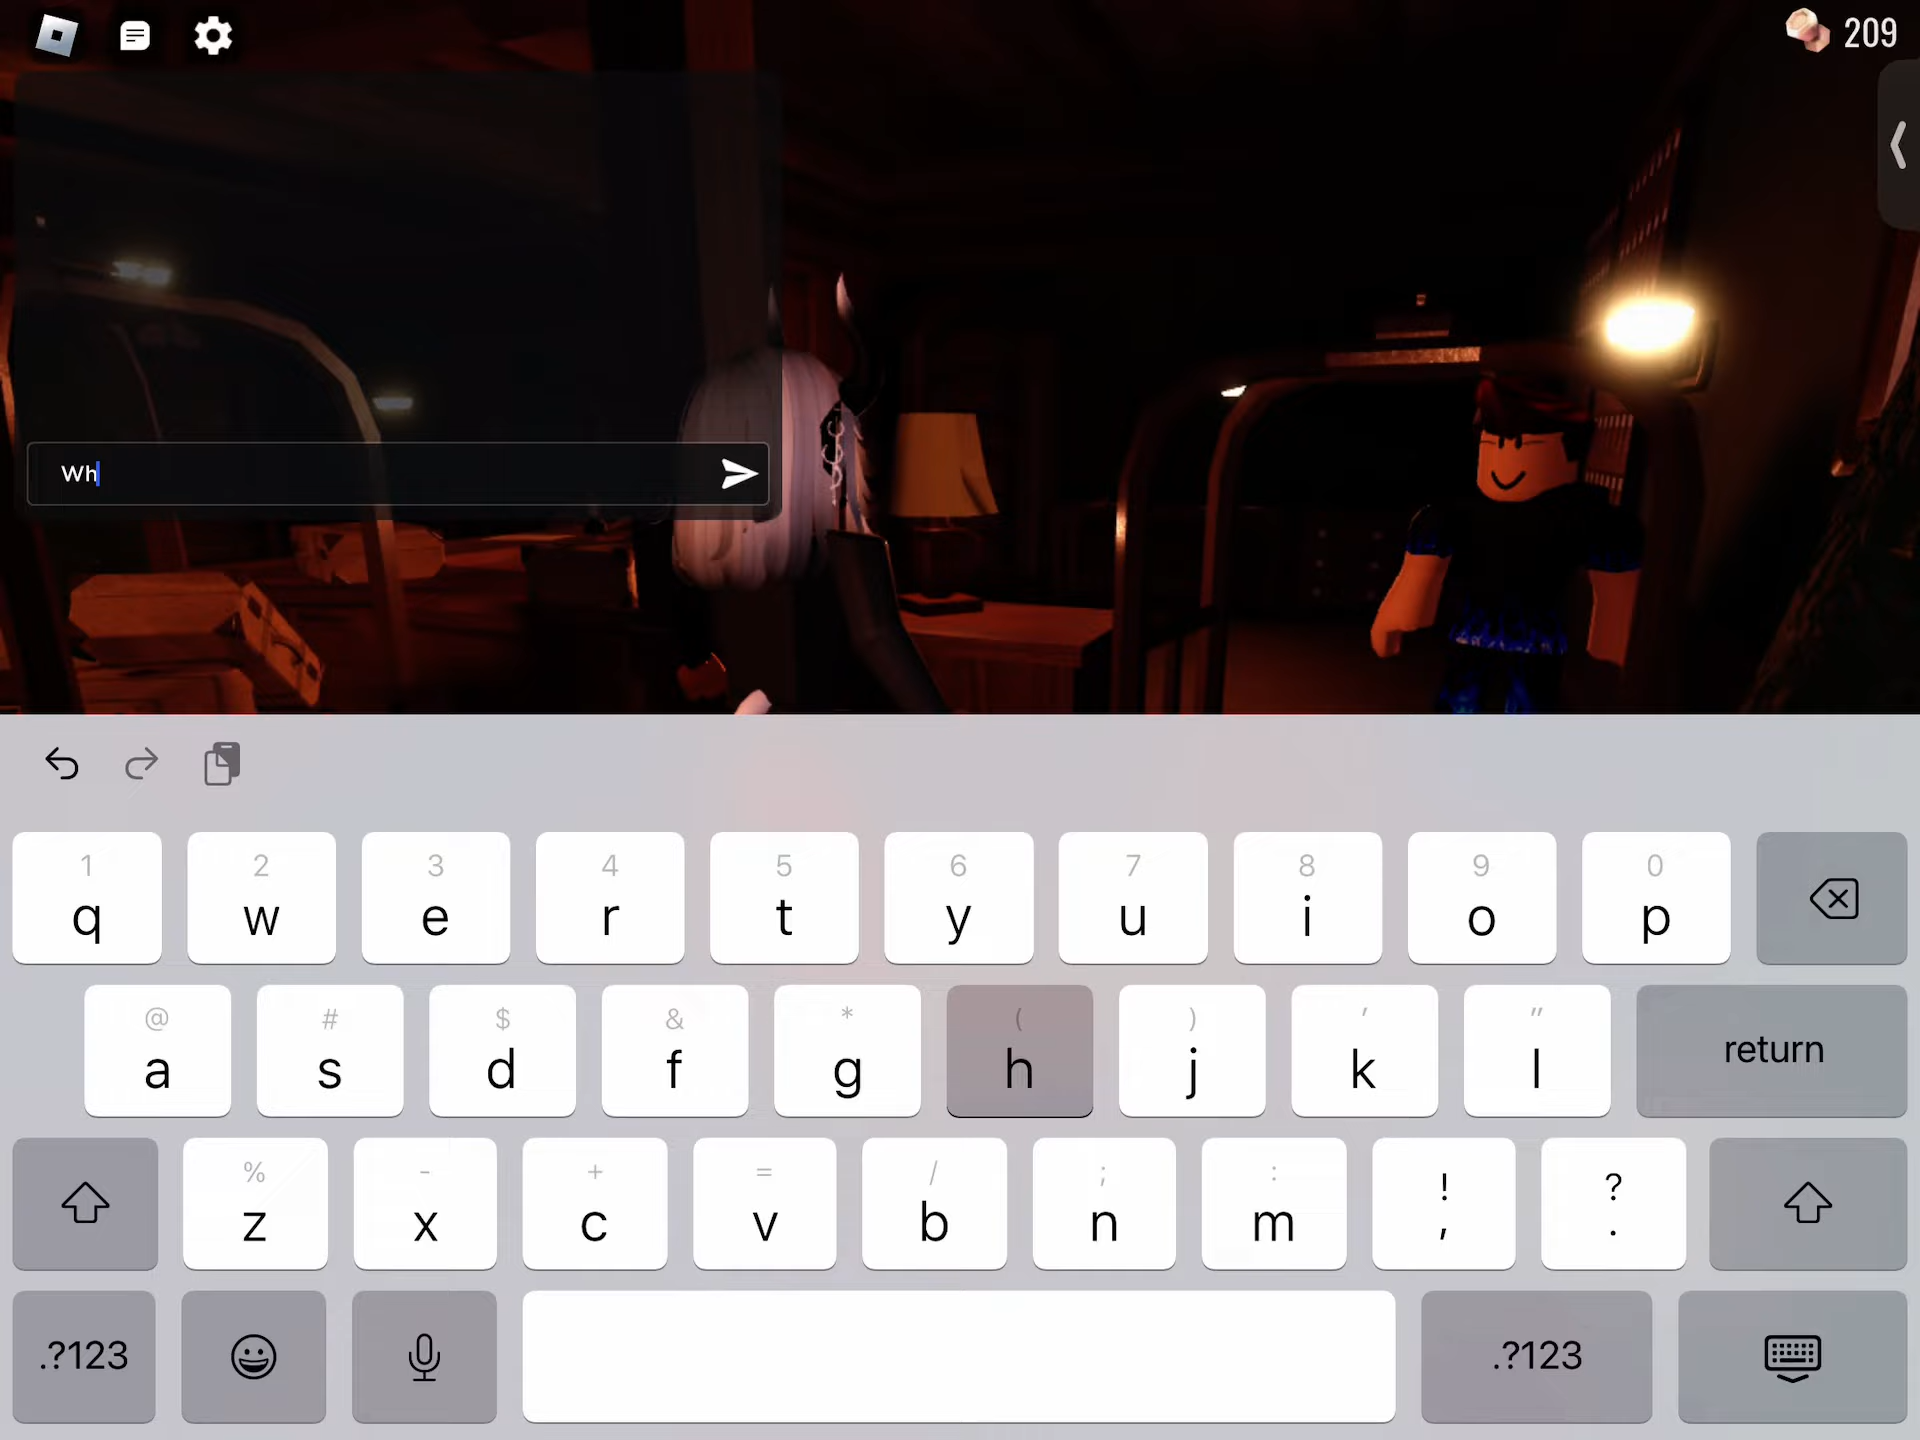 209
Wh
1 2 3 4 5 6 7 8 9 0
q w e r t y u i o p
@ # $ & * ( ) ' "
a s d f g h j k l return
% - + = / ; : ! ?
z x c v b n m , .
.?123 .?123